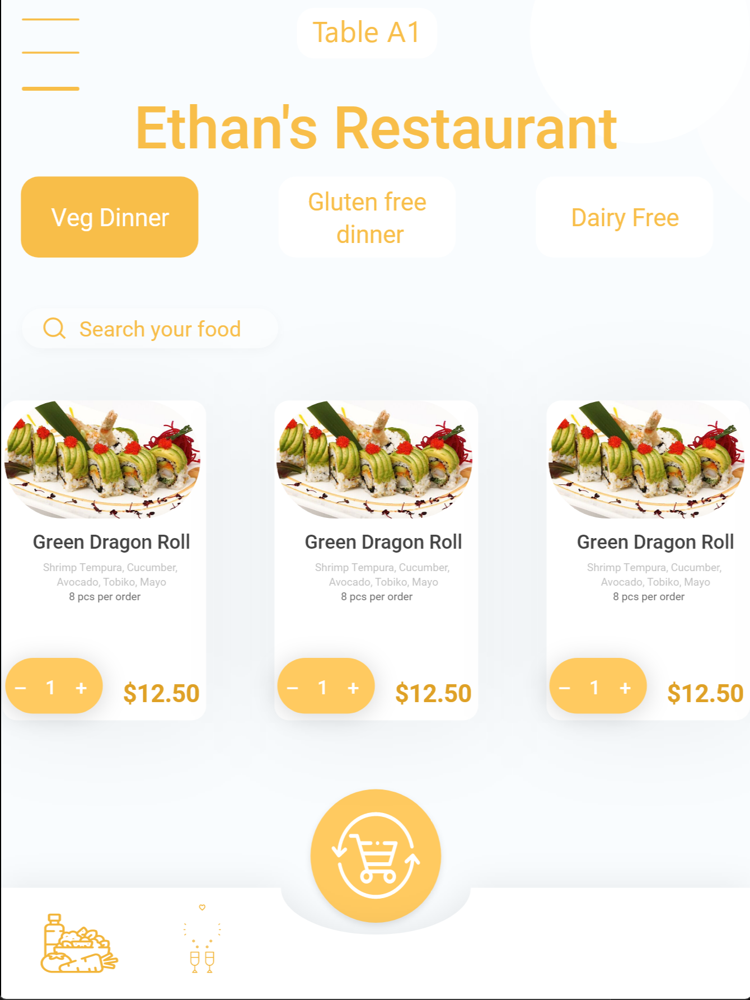 Table A1
Ethan's Restaurant
Veg Dinner
Gluten free
dinner
Dairy Free
Search your food
Green Dragon Roll
Shrimp Tempura, Cucumber,
Avocado, Tobiko, Mayo
8 pcs per order
– 1 +
$12.50
Green Dragon Roll
Shrimp Tempura, Cucumber,
Avocado, Tobiko, Mayo
8 pcs per order
– 1 +
$12.50
Green Dragon Roll
Shrimp Tempura, Cucumber,
Avocado, Tobiko, Mayo
8 pcs per order
– 1 +
$12.50